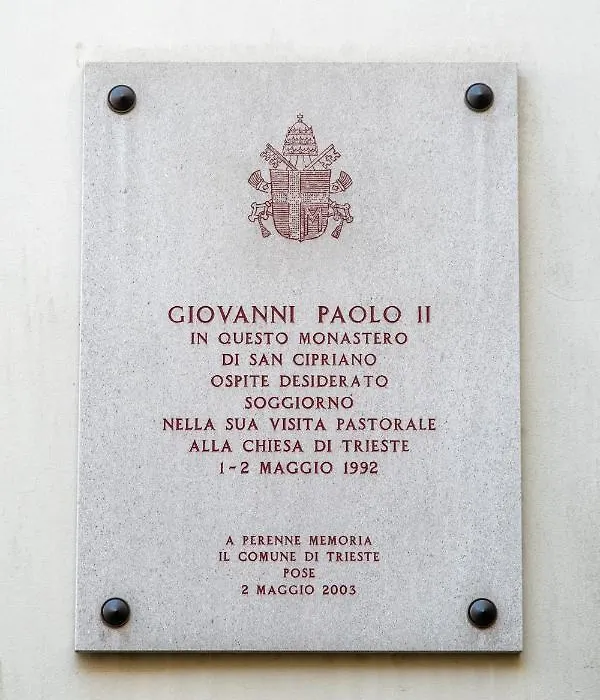 GIOVANNI PAOLO II
IN QUESTO MONASTERO
DI SAN CIPRIANO
OSPITE DESIDERATO
SOGGIORNÒ
NELLA SUA VISITA PASTORALE
ALLA CHIESA DI TRIESTE
1-2 MAGGIO 1992
A PERENNE MEMORIA
IL COMUNE DI TRIESTE
POSE
2 MAGGIO 2003